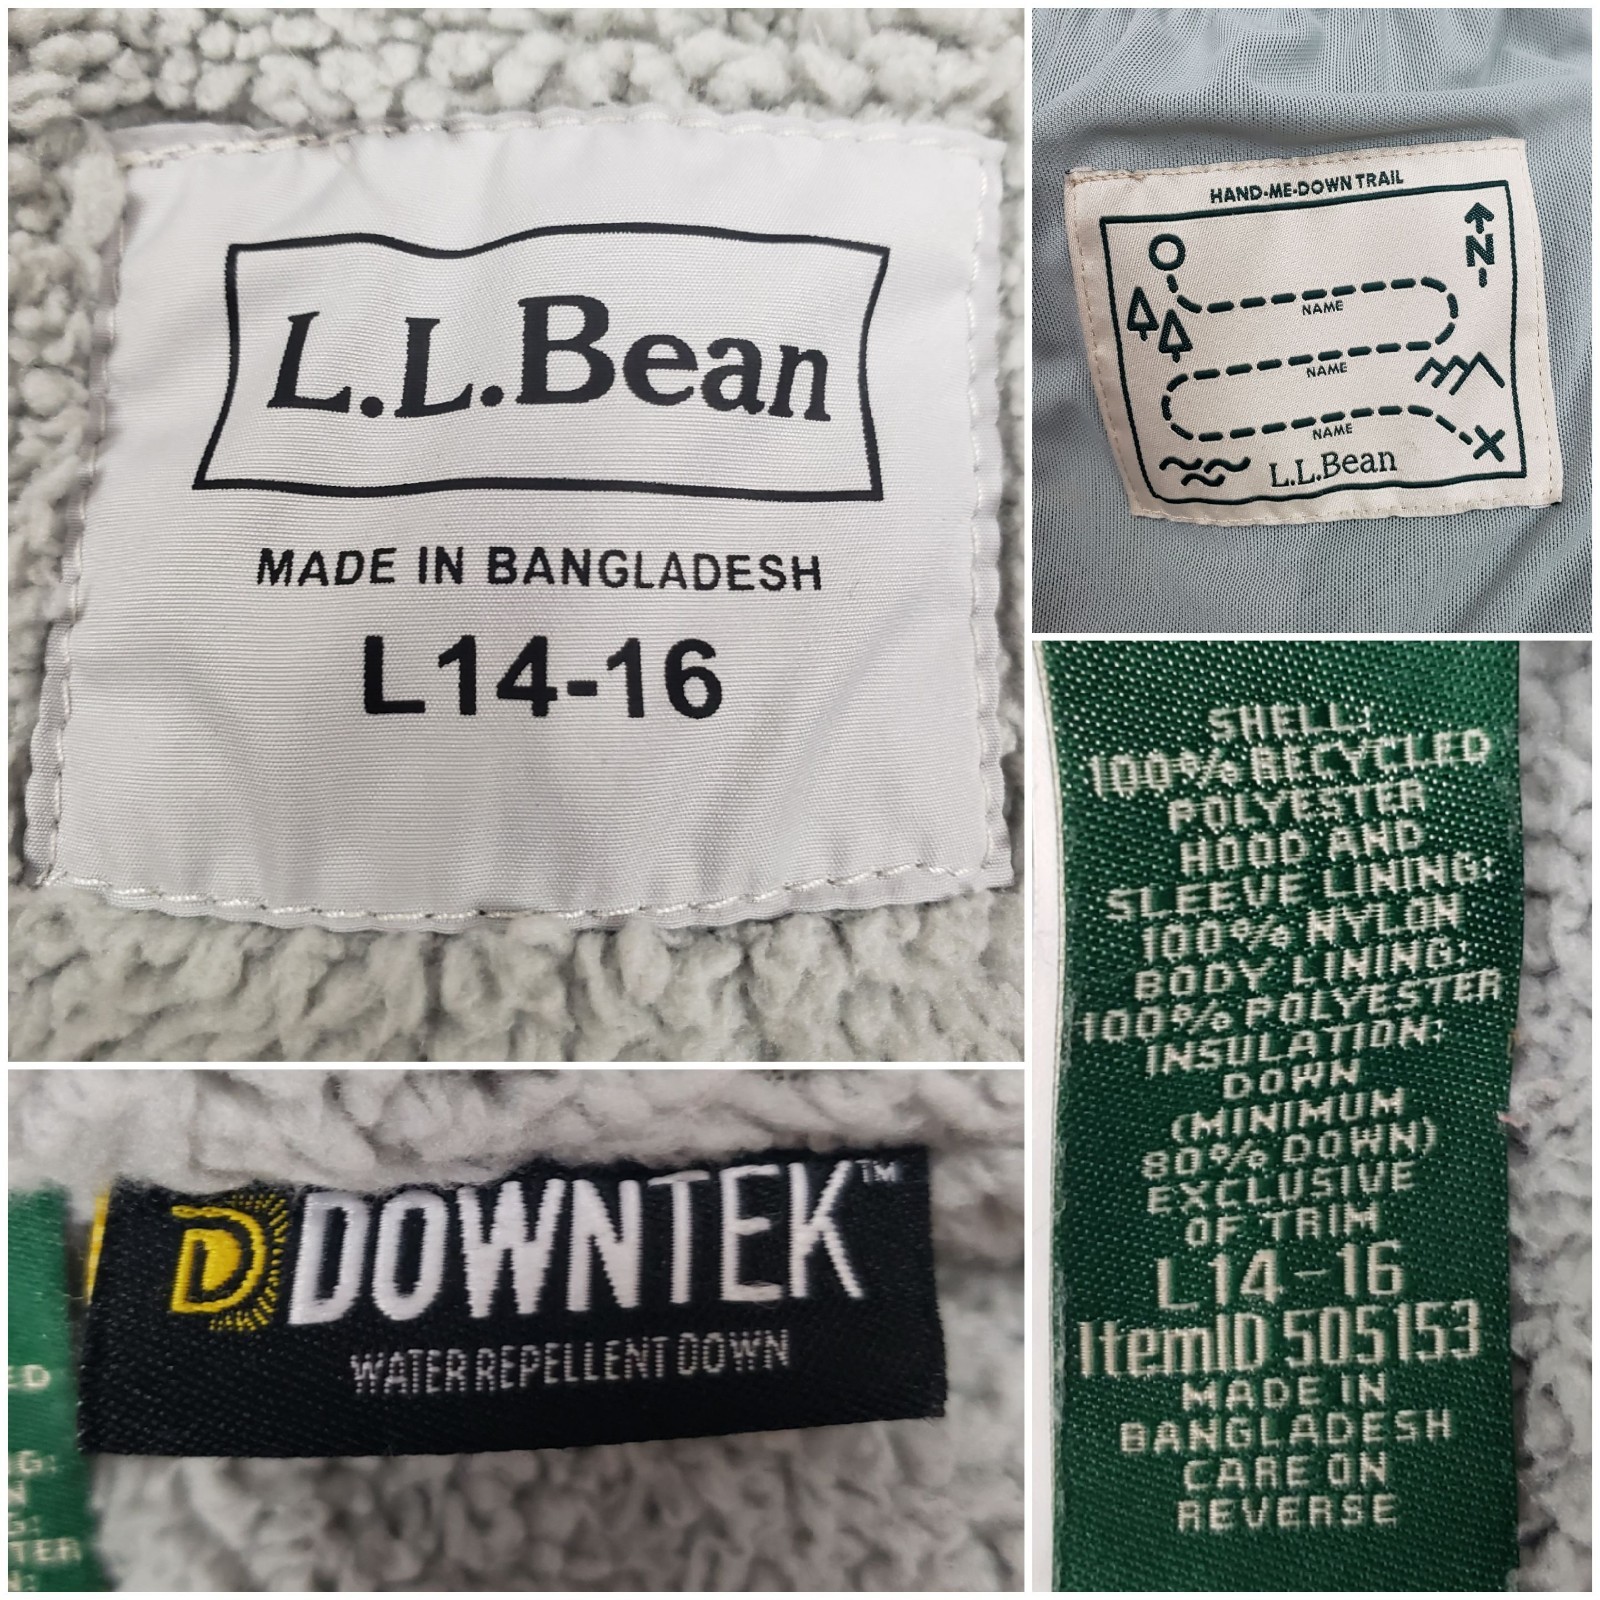 L.L.Bean
MADE IN BANGLADESH
L14-16
HAND-ME-DOWN TRAIL
N
NAME
NAME
NAME
L.L.Bean
SHELL:
100% RECYCLED
POLYESTER
HOOD AND
SLEEVE LINING:
100% NYLON
BODY LINING:
100% POLYESTER
INSULATION:
DOWN
(MINIMUM
80% DOWN)
EXCLUSIVE
OF TRIM
L14-16
ItemID 505153
MADE IN
BANGLADESH
CARE ON
REVERSE
D DOWNTEK™
WATER REPELLENT DOWN
D
G:
N
G:
TER